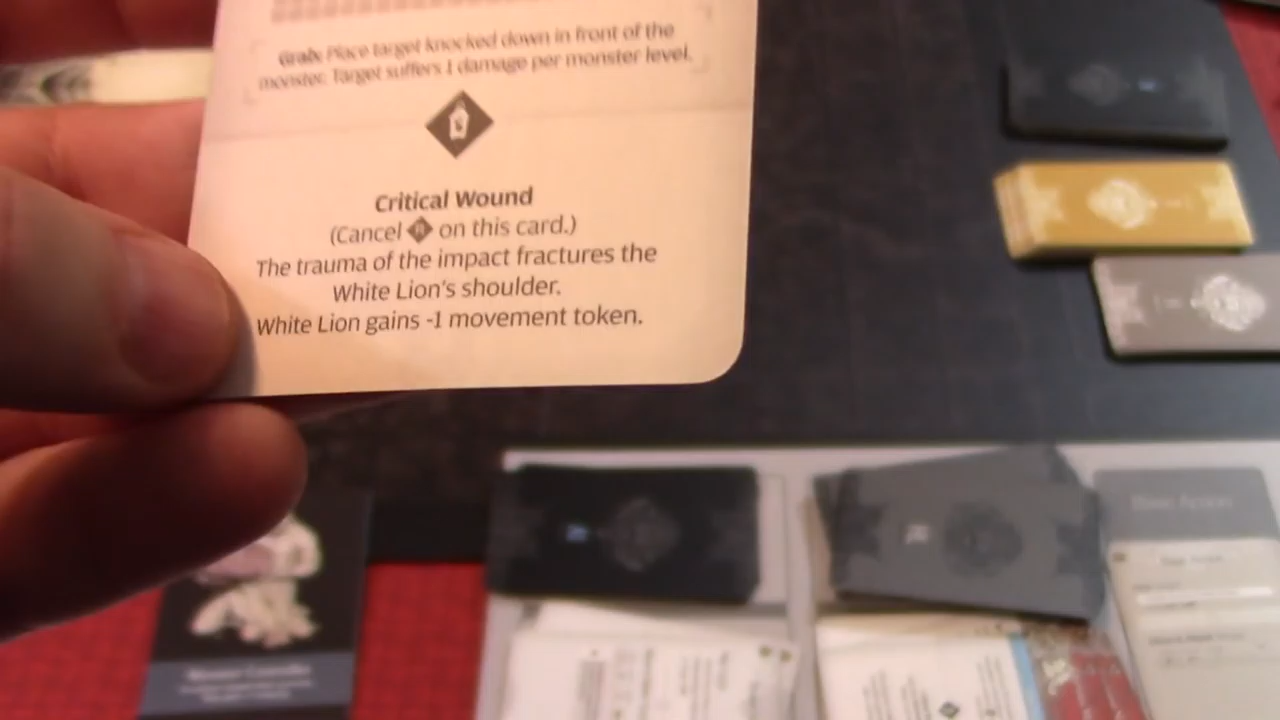 Grab: Place target knocked down in front of the
monster. Target suffers 1 damage per monster level.
Critical Wound
(Cancel on this card.)
The trauma of the impact fractures the
White Lion's shoulder.
White Lion gains -1 movement token.